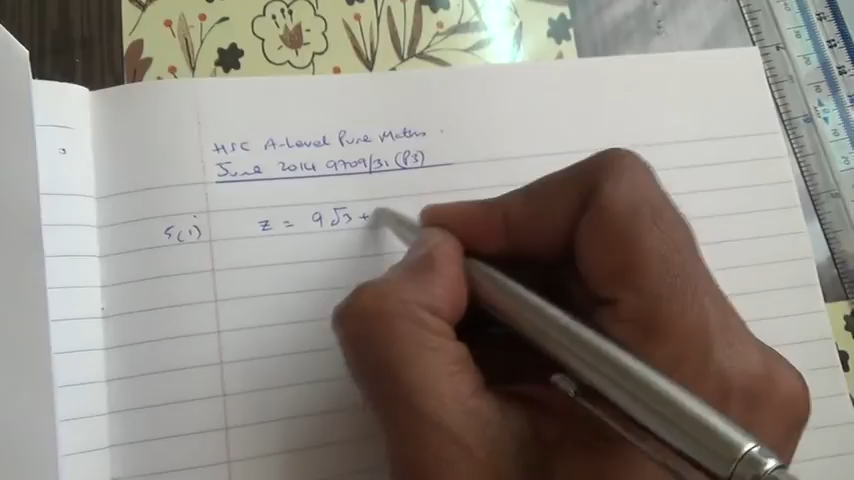 HSC A-Level Pure Maths.
June 2014 9709/31 (P3)
5(i) z = 9√3 +